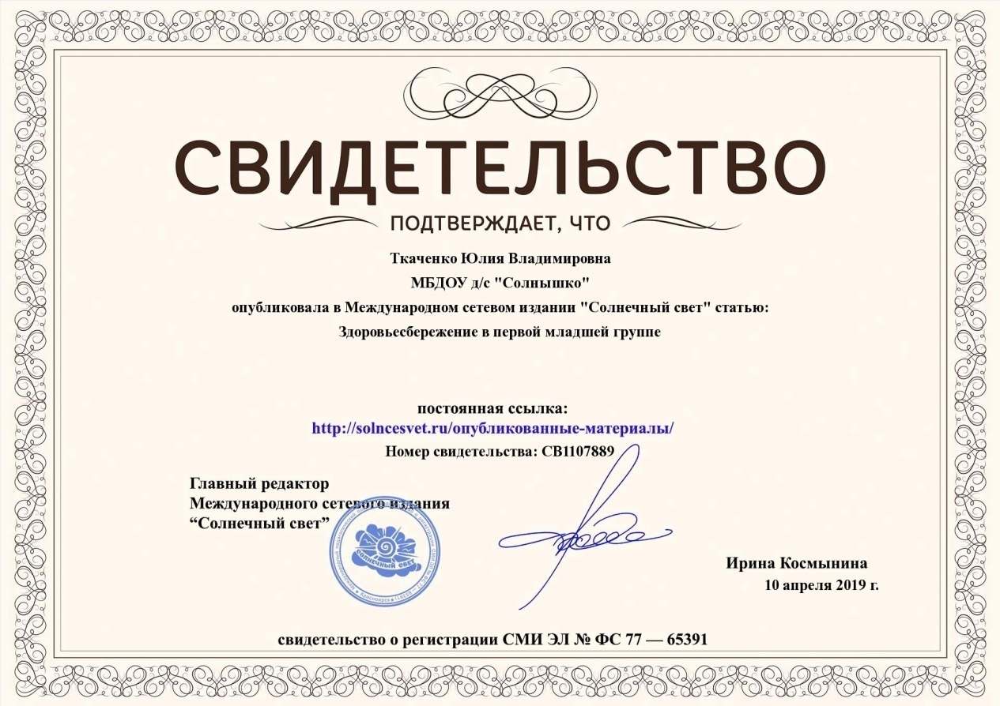 СВИДЕТЕЛЬСТВО
ПОДТВЕРЖДАЕТ, ЧТО
Ткаченко Юлия Владимировна
МБДОУ д/с "Солнышко"
опубликовала в Международном сетевом издании "Солнечный свет" статью:
Здоровьесбережение в первой младшей группе
постоянная ссылка:
http://solncesvet.ru/опубликованные-материалы/
Номер свидетельства: СВ1107889
Главный редактор
Международного сетевого издания
“Солнечный свет”
СОЛНЕЧНЫЙ СВЕТ
Ирина Космынина
10 апреля 2019 г.
свидетельство о регистрации СМИ ЭЛ № ФС 77 — 65391